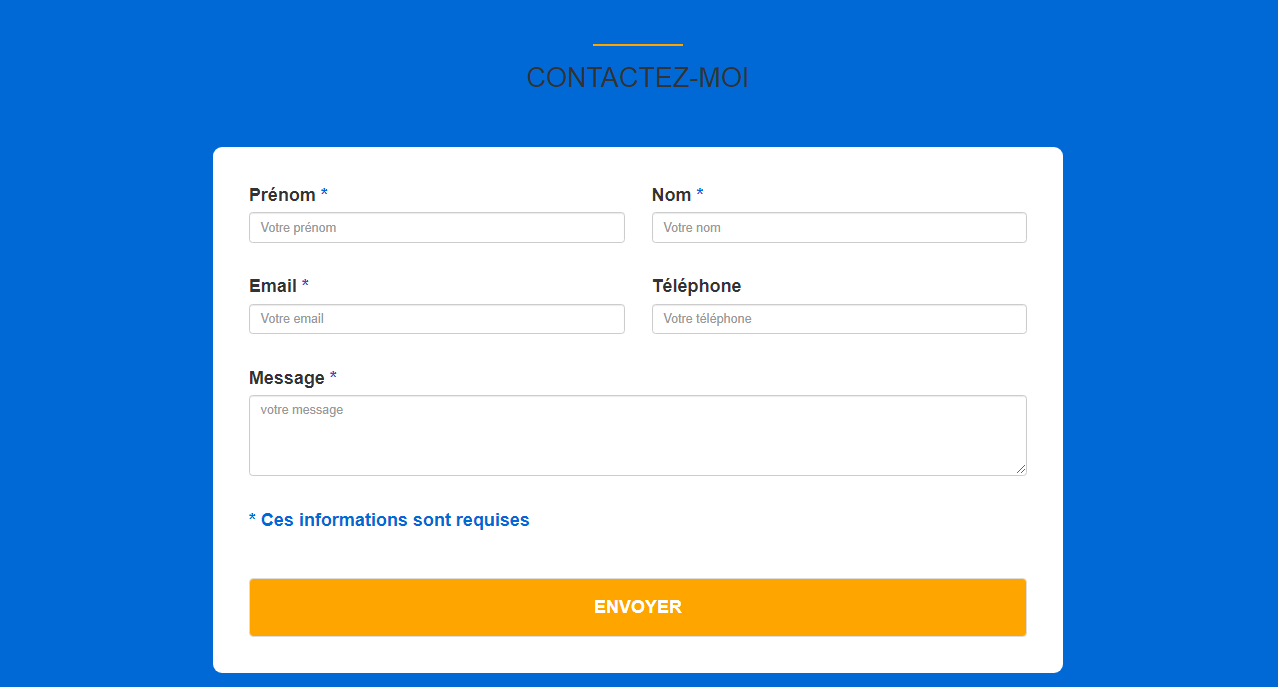 CONTACTEZ-MOI
Prénom * Nom *
Votre prénom Votre nom
Email * Téléphone
Votre email Votre téléphone
Message *
votre message
* Ces informations sont requises
ENVOYER